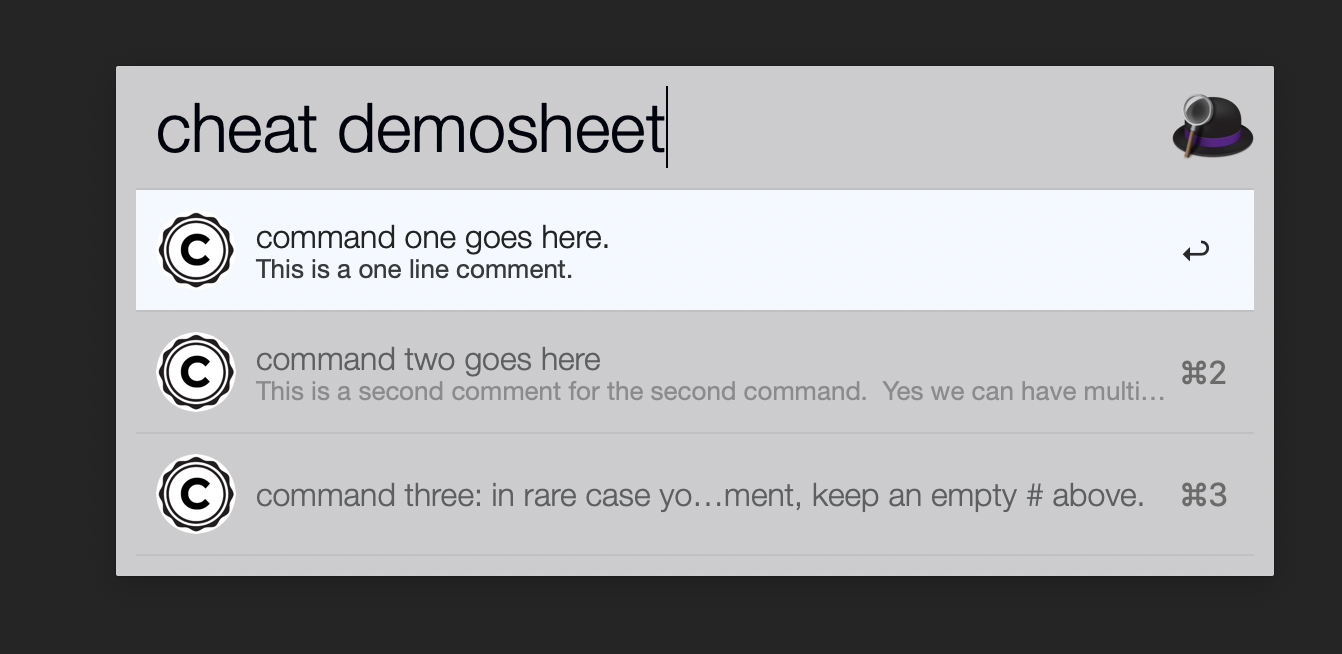 cheat demosheet
C
command one goes here.
This is a one line comment.
C
command two goes here
This is a second comment for the second command.  Yes we can have multi…
⌘2
C
command three: in rare case yo…ment, keep an empty # above.
⌘3